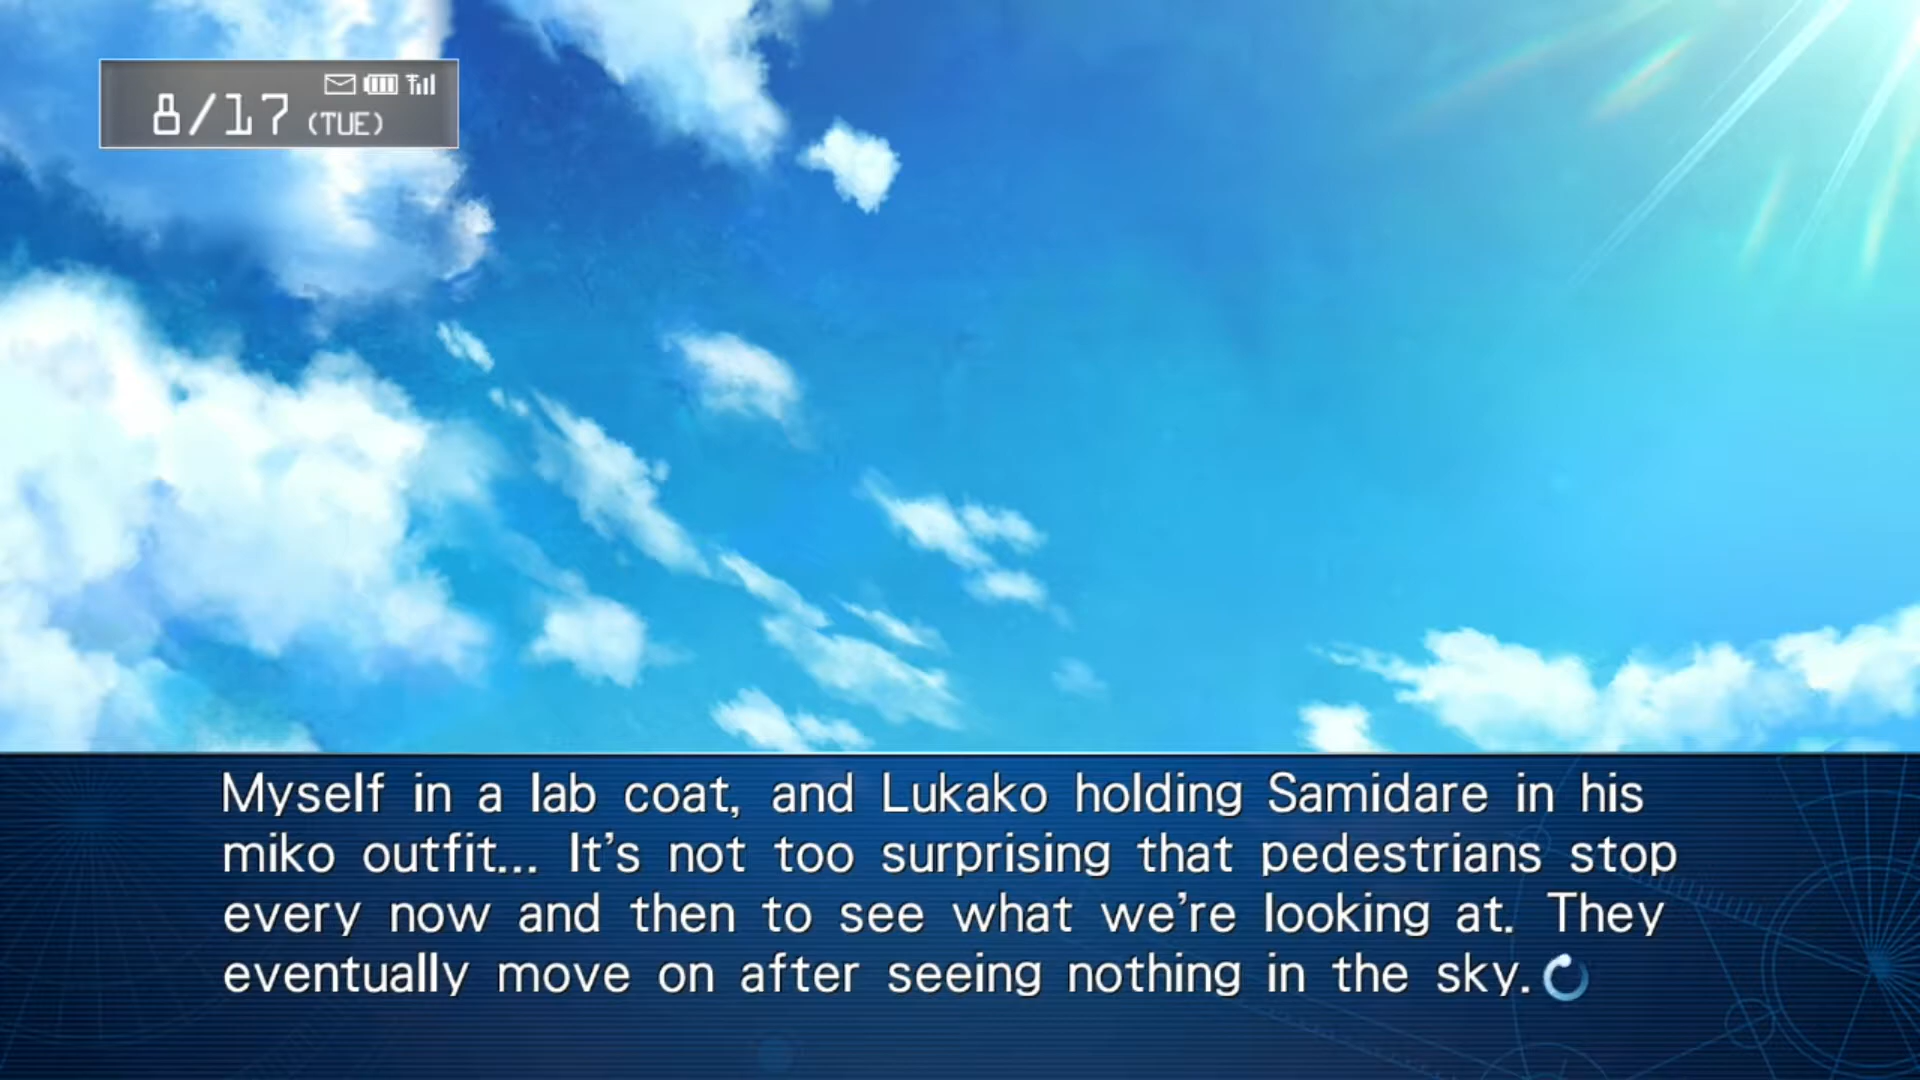 8/17 (TUE)
Myself in a lab coat, and Lukako holding Samidare in his
miko outfit... It's not too surprising that pedestrians stop
every now and then to see what we're looking at. They
eventually move on after seeing nothing in the sky.